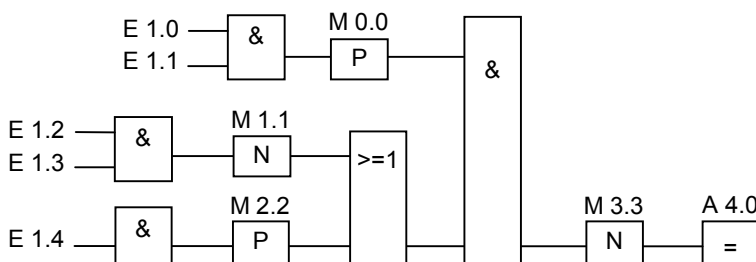 E 1.0
E 1.1
&
M 0.0
P
&
E 1.2
E 1.3
&
M 1.1
N
>=1
E 1.4
&
M 2.2
P
M 3.3
N
A 4.0
=